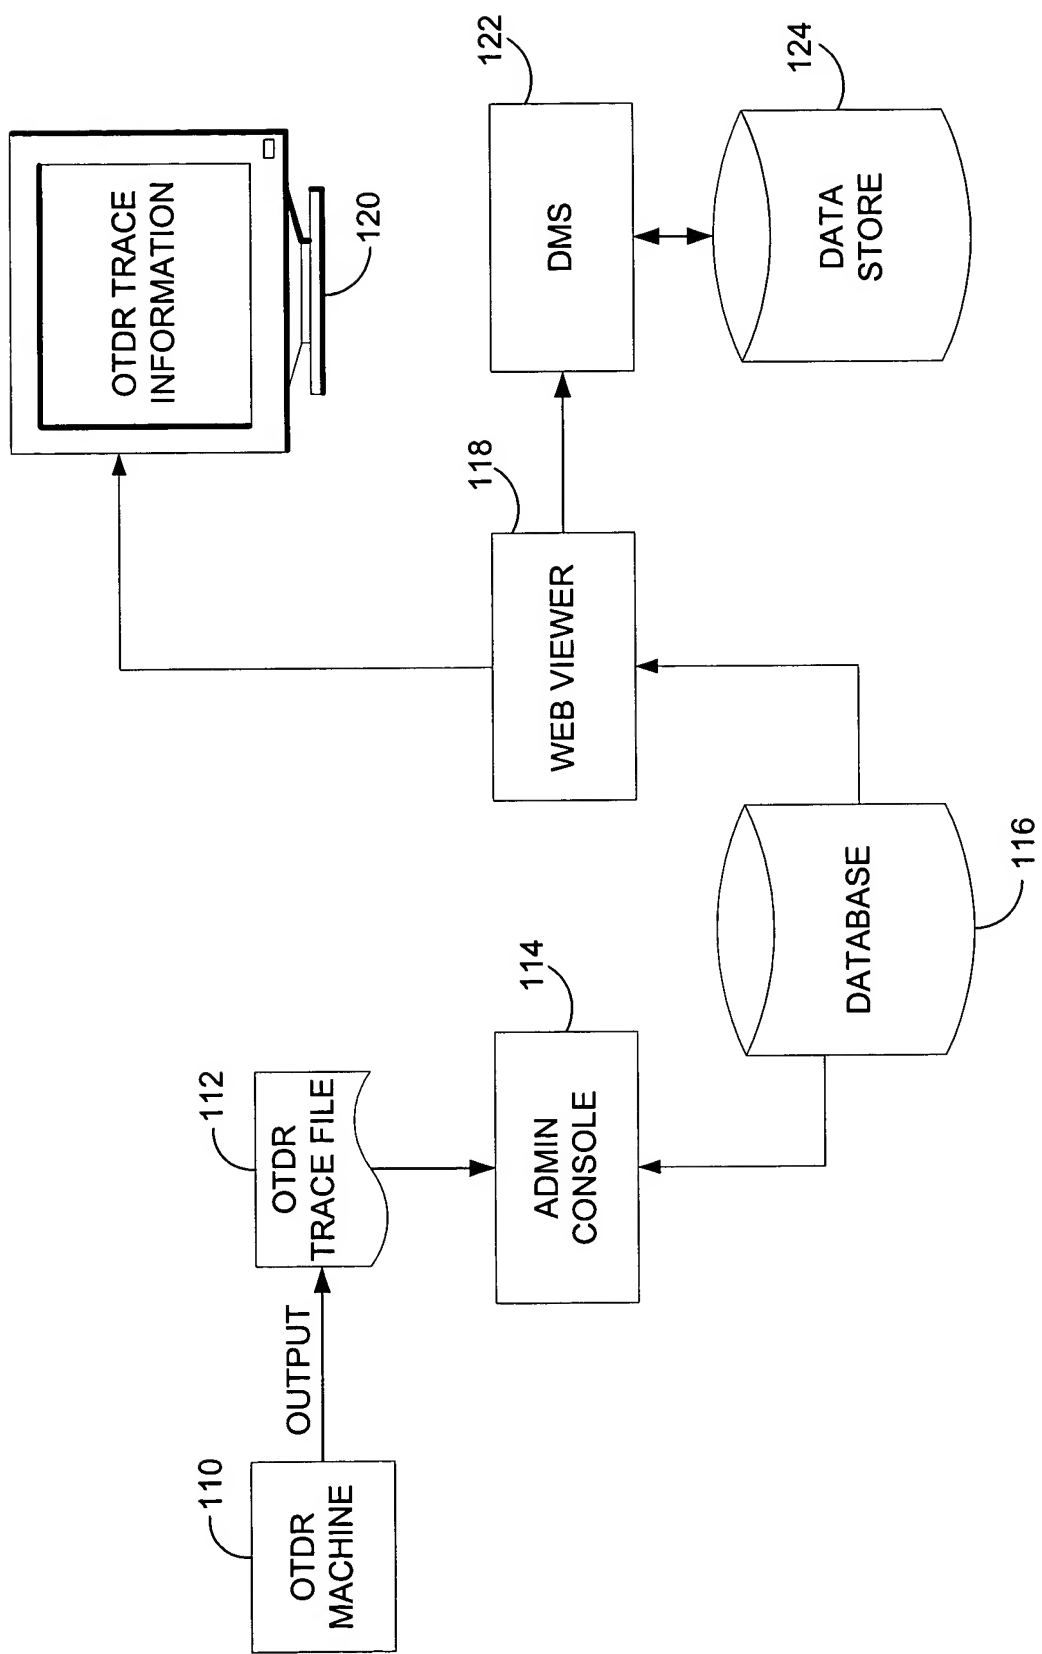 110
OTDR
MACHINE
OUTPUT
112
OTDR
TRACE FILE
114
ADMIN
CONSOLE
DATABASE
116
118
WEB VIEWER
OTDR TRACE
INFORMATION
120
122
DMS
124
DATA
STORE